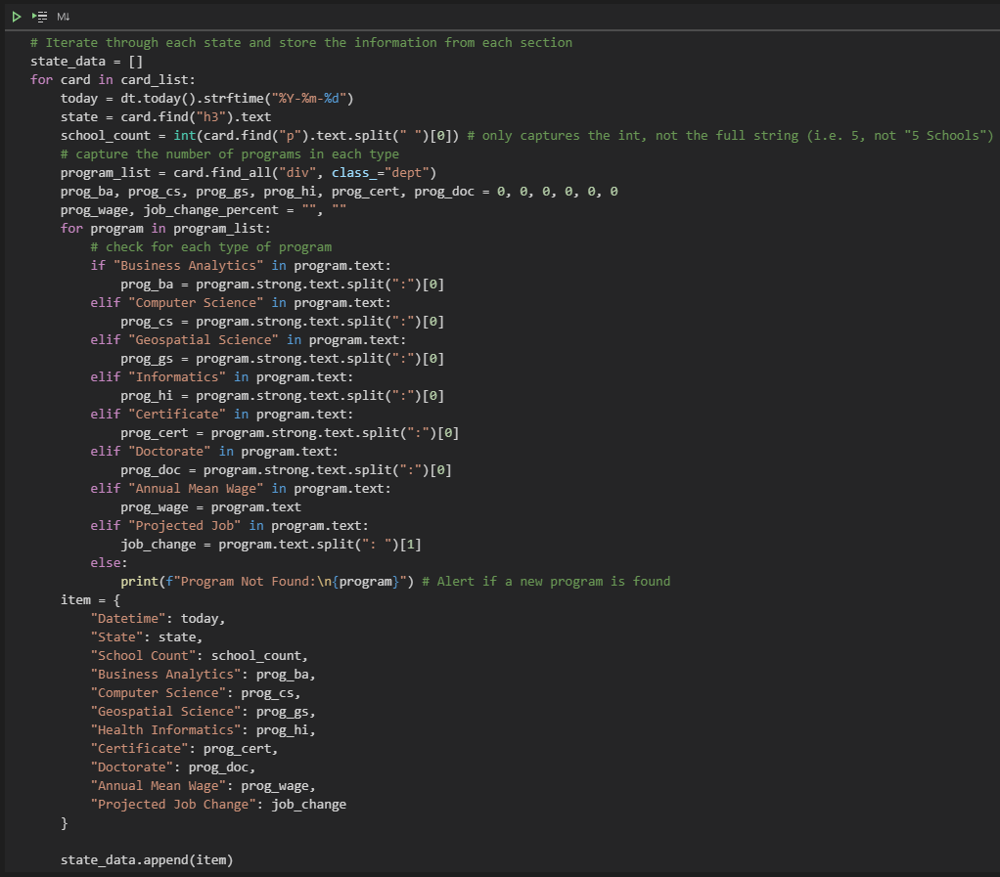 M↓
# Iterate through each state and store the information from each section
state_data = []
for card in card_list:
    today = dt.today().strftime("%Y-%m-%d")
    state = card.find("h3").text
    school_count = int(card.find("p").text.split(" ")[0]) # only captures the int, not the full string (i.e. 5, not "5 Schools")
    # capture the number of programs in each type
    program_list = card.find_all("div", class_="dept")
    prog_ba, prog_cs, prog_gs, prog_hi, prog_cert, prog_doc = 0, 0, 0, 0, 0, 0
    prog_wage, job_change_percent = "", ""
    for program in program_list:
        # check for each type of program
        if "Business Analytics" in program.text:
            prog_ba = program.strong.text.split(":")[0]
        elif "Computer Science" in program.text:
            prog_cs = program.strong.text.split(":")[0]
        elif "Geospatial Science" in program.text:
            prog_gs = program.strong.text.split(":")[0]
        elif "Informatics" in program.text:
            prog_hi = program.strong.text.split(":")[0]
        elif "Certificate" in program.text:
            prog_cert = program.strong.text.split(":")[0]
        elif "Doctorate" in program.text:
            prog_doc = program.strong.text.split(":")[0]
        elif "Annual Mean Wage" in program.text:
            prog_wage = program.text
        elif "Projected Job" in program.text:
            job_change = program.text.split(": ")[1]
        else:
            print(f"Program Not Found:\n{program}") # Alert if a new program is found
    item = {
        "Datetime": today,
        "State": state,
        "School Count": school_count,
        "Business Analytics": prog_ba,
        "Computer Science": prog_cs,
        "Geospatial Science": prog_gs,
        "Health Informatics": prog_hi,
        "Certificate": prog_cert,
        "Doctorate": prog_doc,
        "Annual Mean Wage": prog_wage,
        "Projected Job Change": job_change
    }
    state_data.append(item)